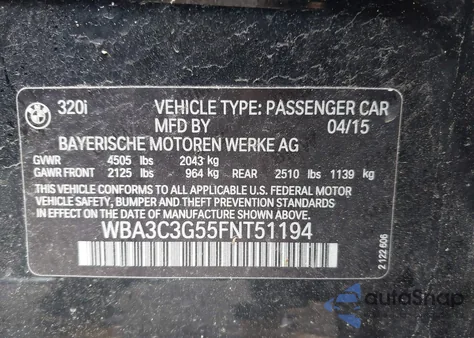 320i VEHICLE TYPE: PASSENGER CAR
MFD BY 04/15
BAYERISCHE MOTOREN WERKE AG
GVWR 4505 lbs 2043 kg
GAWR FRONT 2125 lbs 964 kg REAR 2510 lbs 1139 kg
THIS VEHICLE CONFORMS TO ALL APPLICABLE U.S. FEDERAL MOTOR
VEHICLE SAFETY, BUMPER AND THEFT PREVENTION STANDARDS
IN EFFECT ON THE DATE OF MANUFACTURE SHOWN ABOVE.
WBA3C3G55FNT51194
2 122 606
autoSnap